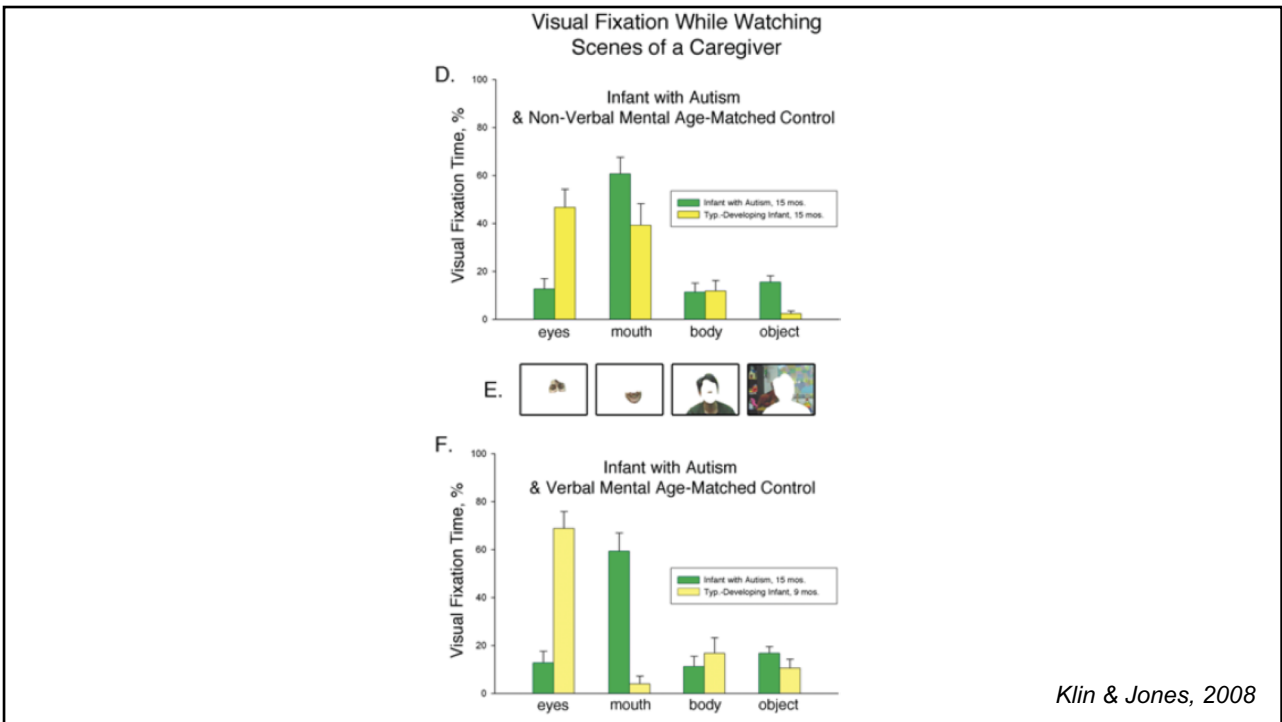 Visual Fixation While Watching
Scenes of a Caregiver
D.
Visual Fixation Time, %
100
80
60
40
20
0
Infant with Autism
& Non-Verbal Mental Age-Matched Control
Infant with Autism, 15 mos.
Typ.-Developing Infant, 15 mos.
eyes mouth body object
E.
F.
Visual Fixation Time, %
100
80
60
40
20
0
Infant with Autism
& Verbal Mental Age-Matched Control
Infant with Autism, 15 mos.
Typ.-Developing Infant, 9 mos.
eyes mouth body object
Klin & Jones, 2008